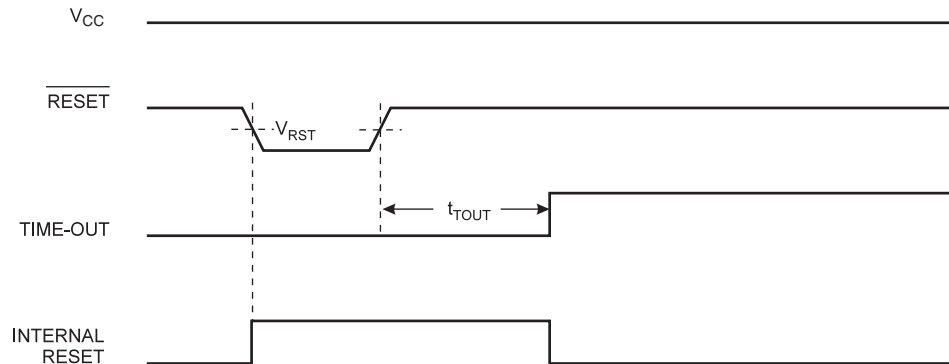 VCC
RESET
VRST
tTOUT
TIME-OUT
INTERNAL
RESET